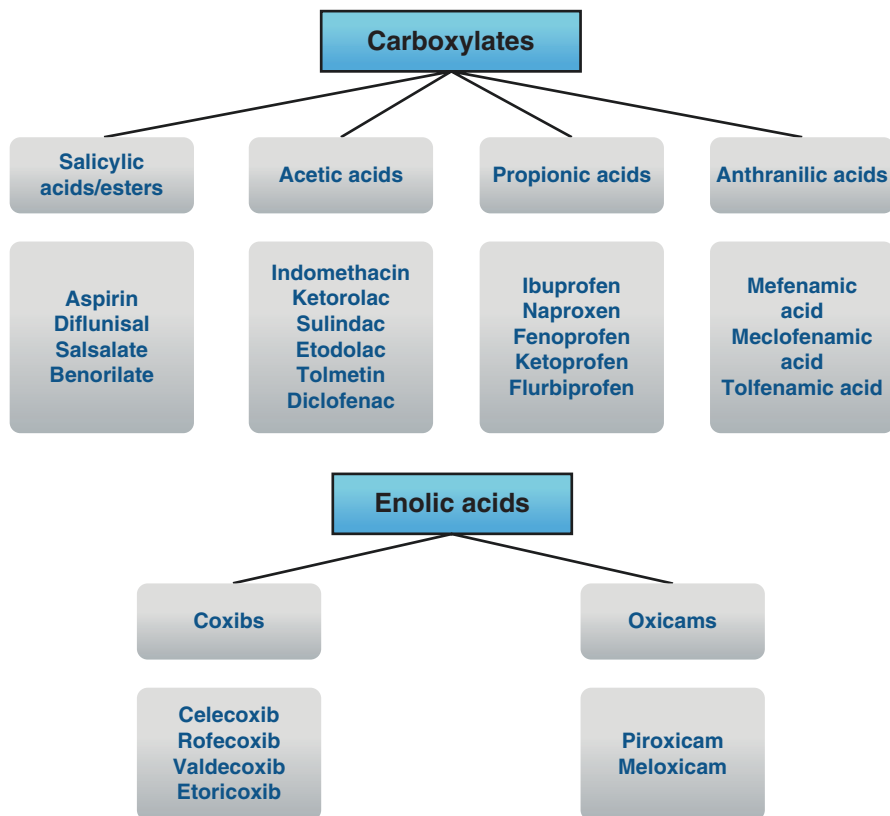 Carboxylates
Salicylic
acids/esters
Acetic acids
Propionic acids
Anthranilic acids
Aspirin
Diflunisal
Salsalate
Benorilate
Indomethacin
Ketorolac
Sulindac
Etodolac
Tolmetin
Diclofenac
Ibuprofen
Naproxen
Fenoprofen
Ketoprofen
Flurbiprofen
Mefenamic
acid
Meclofenamic
acid
Tolfenamic acid
Enolic acids
Coxibs
Oxicams
Celecoxib
Rofecoxib
Valdecoxib
Etoricoxib
Piroxicam
Meloxicam